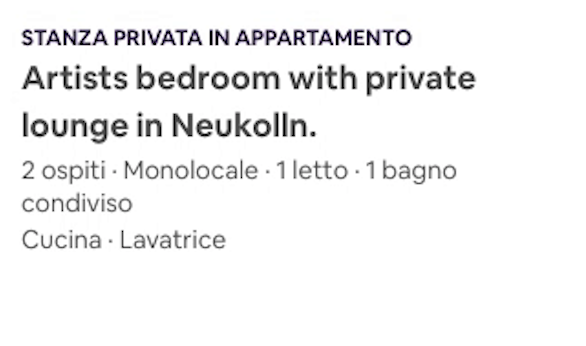 STANZA PRIVATA IN APPARTAMENTO
Artists bedroom with private
lounge in Neukolln.
2 ospiti · Monolocale · 1 letto · 1 bagno
condiviso
Cucina · Lavatrice